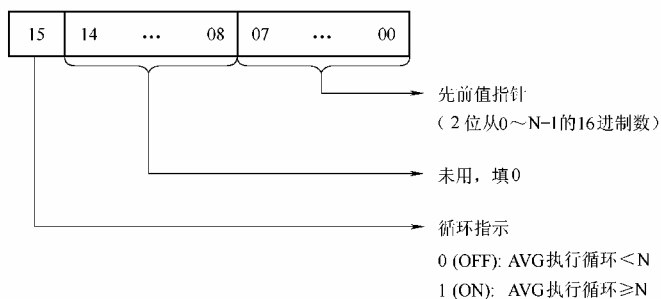 15 14 … 08 07 … 00
先前值指针
（2位从0～N-1的16进制数）
未用，填0
循环指示
0 (OFF): AVG执行循环＜N
1 (ON): AVG执行循环≥N